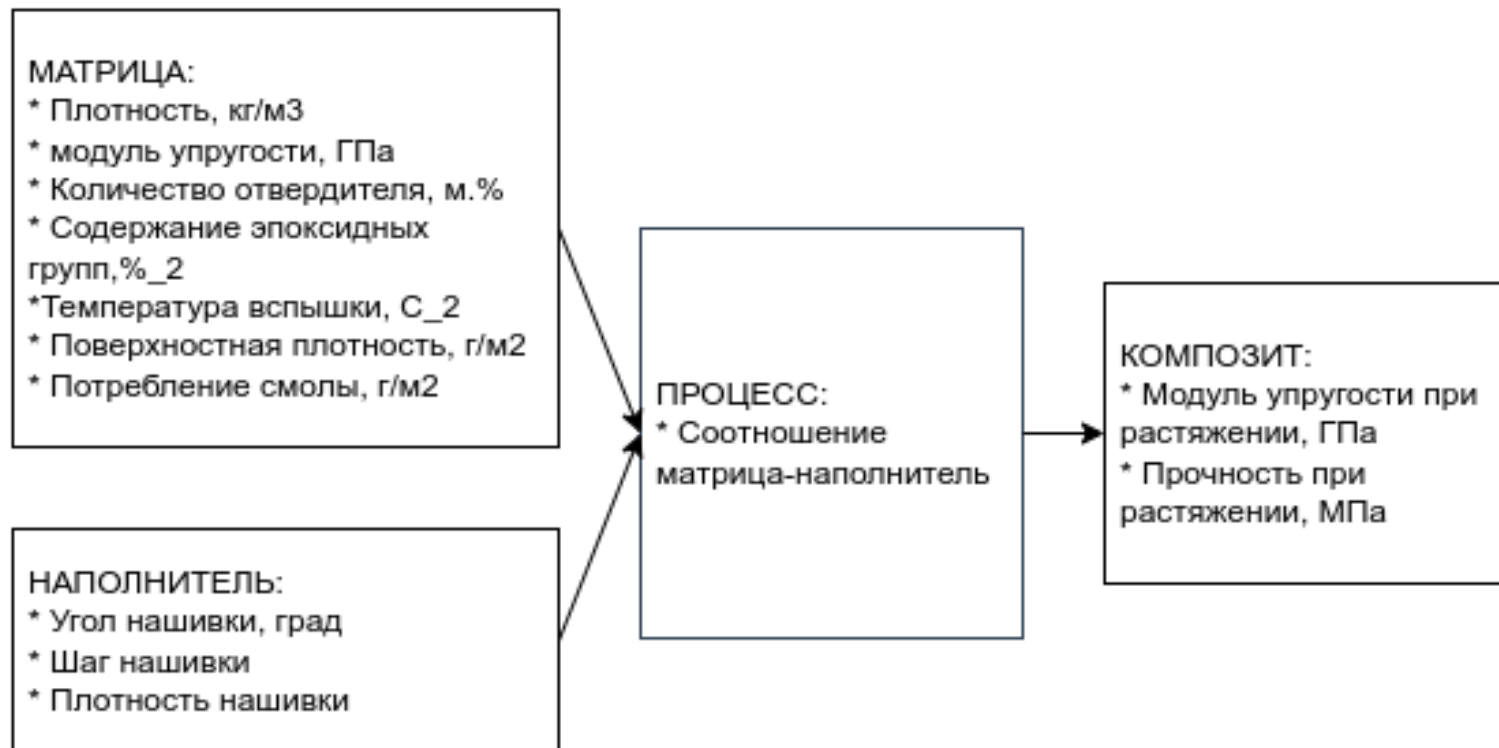 МАТРИЦА:
* Плотность, кг/м3
* модуль упругости, ГПа
* Количество отвердителя, м.%
* Содержание эпоксидных
групп,%_2
*Температура вспышки, С_2
* Поверхностная плотность, г/м2
* Потребление смолы, г/м2
НАПОЛНИТЕЛЬ:
* Угол нашивки, град
* Шаг нашивки
* Плотность нашивки
ПРОЦЕСС:
* Соотношение
матрица-наполнитель
КОМПОЗИТ:
* Модуль упругости при
растяжении, ГПа
* Прочность при
растяжении, МПа